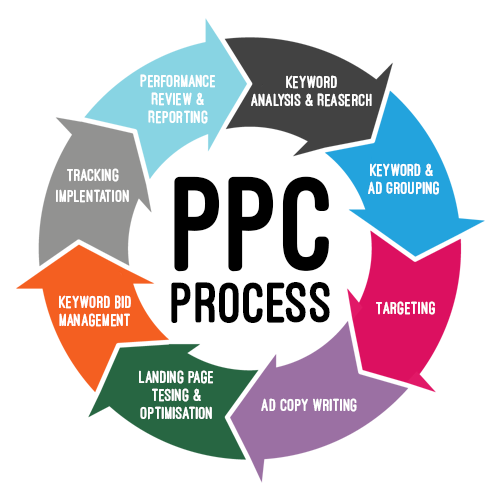 PPC
PROCESS
KEYWORD
ANALYSIS & REASERCH
KEYWORD &
AD GROUPING
TARGETING
AD COPY WRITING
LANDING PAGE
TESING &
OPTIMISATION
KEYWORD BID
MANAGEMENT
TRACKING
IMPLENTATION
PERFORMANCE
REVIEW &
REPORTING